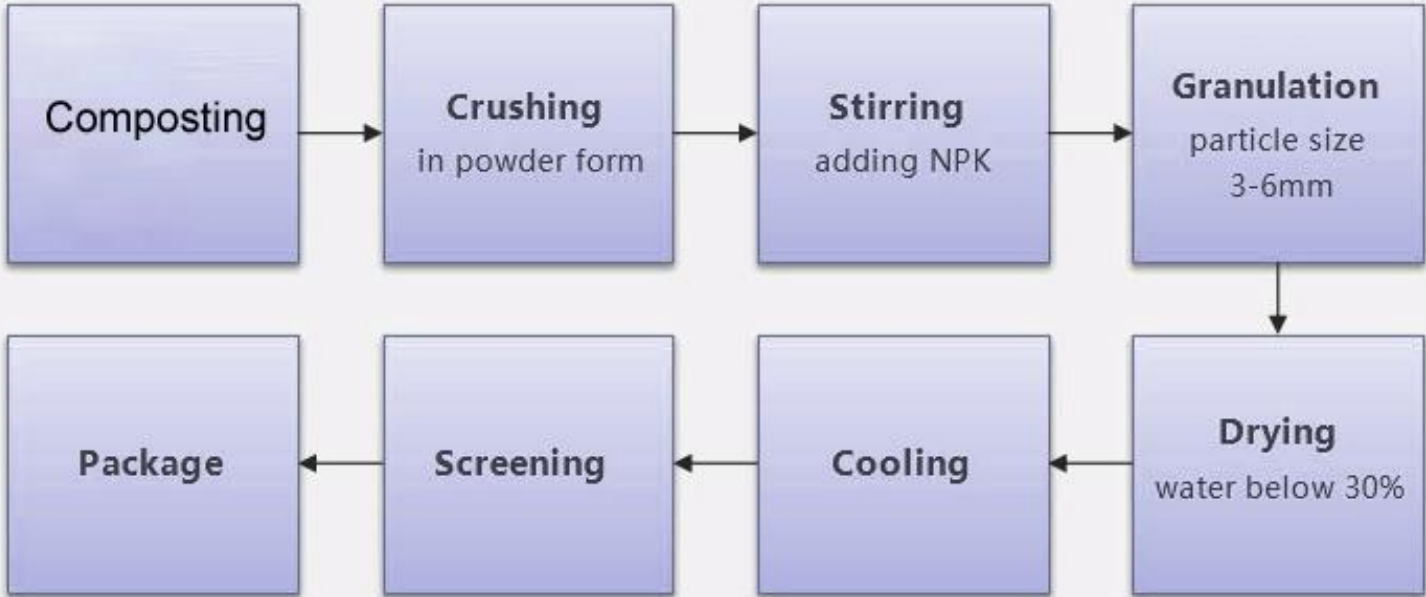 Composting
Crushing
in powder form
Stirring
adding NPK
Granulation
particle size
3-6mm
Drying
water below 30%
Cooling
Screening
Package